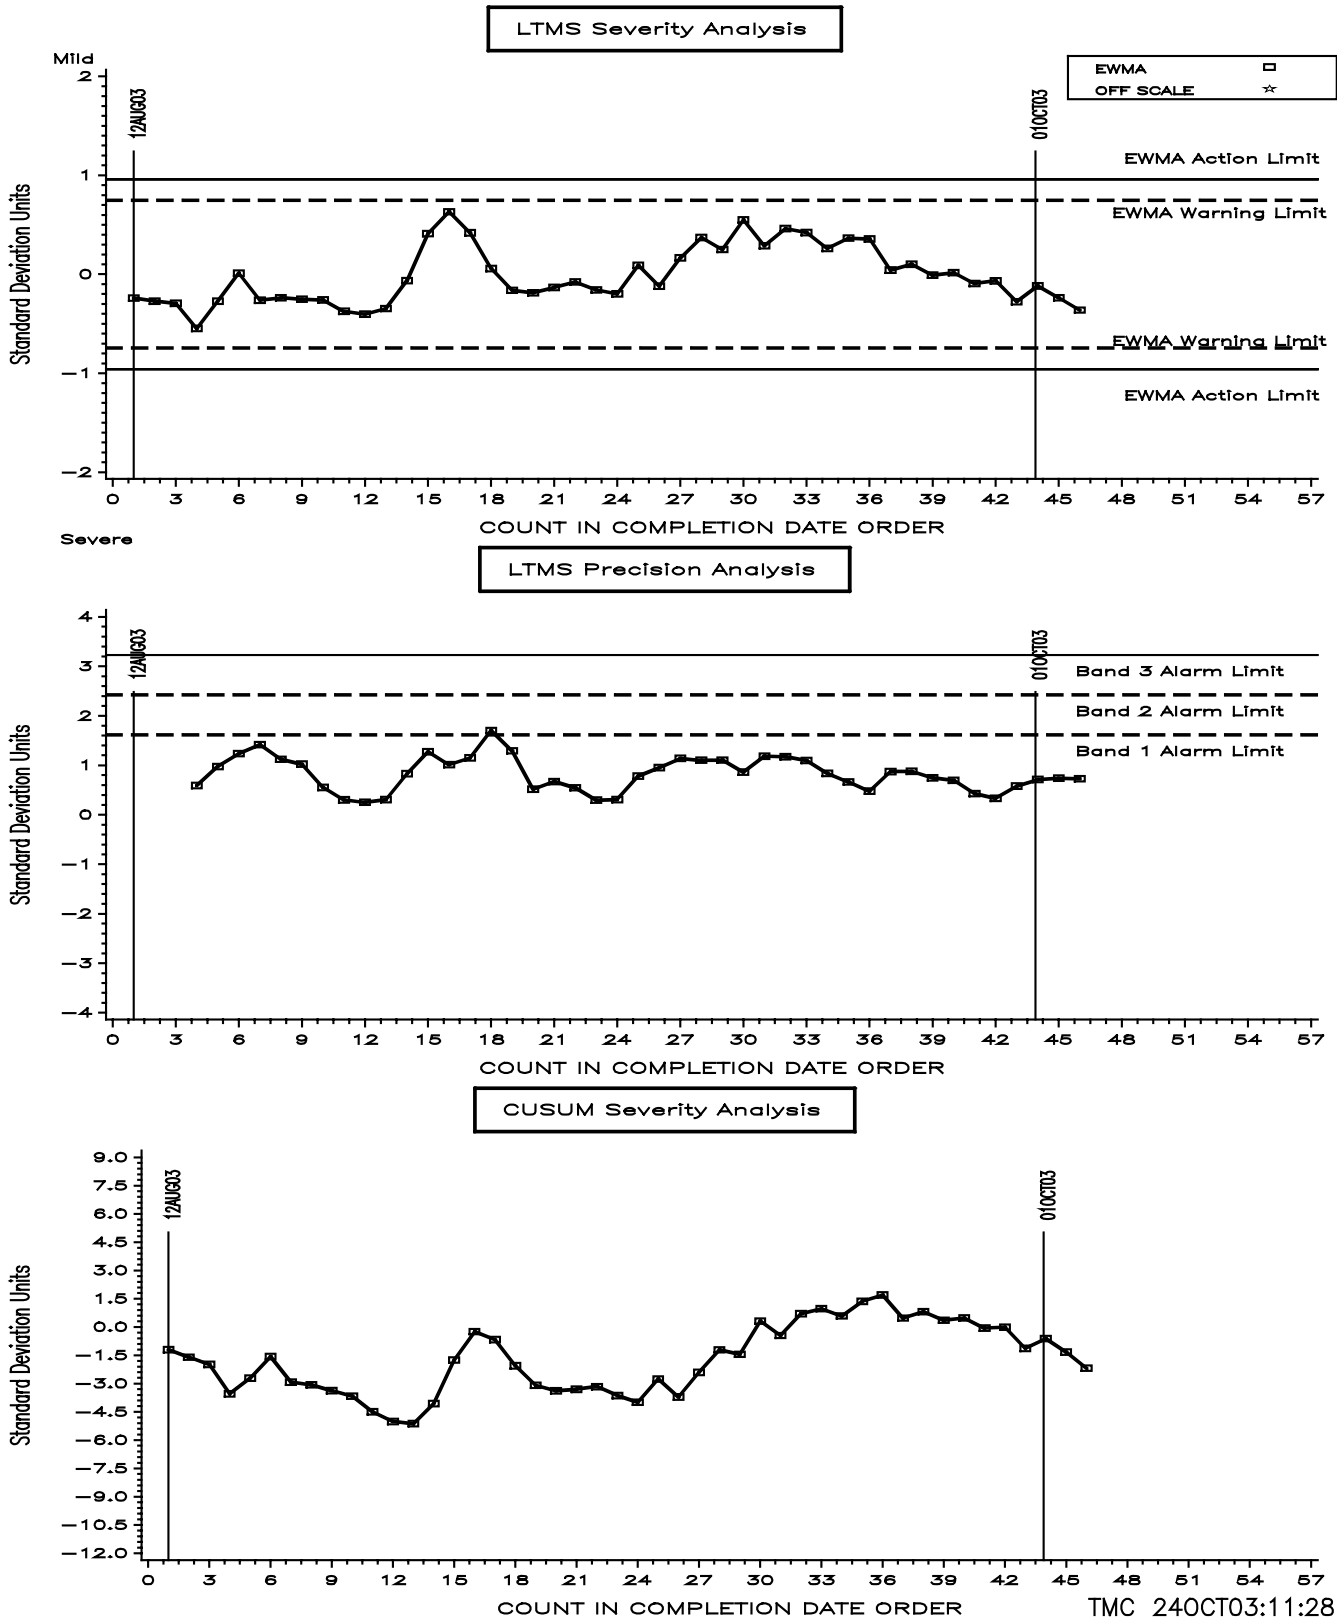 LTMS Severity Analysis
Mild
EWMA
OFF SCALE
2
1
0
−1
−2
Standard Deviation Units
12AUG03
01OCT03
EWMA Action Limit
EWMA Warning Limit
EWMA Warning Limit
EWMA Action Limit
0 3 6 9 12 15 18 21 24 27 30 33 36 39 42 45 48 51 54 57
COUNT IN COMPLETION DATE ORDER
Severe
LTMS Precision Analysis
4
3
2
1
0
−1
−2
−3
−4
Standard Deviation Units
12AUG03
01OCT03
Band 3 Alarm Limit
Band 2 Alarm Limit
Band 1 Alarm Limit
0 3 6 9 12 15 18 21 24 27 30 33 36 39 42 45 48 51 54 57
COUNT IN COMPLETION DATE ORDER
CUSUM Severity Analysis
9.0
7.5
6.0
4.5
3.0
1.5
0.0
−1.5
−3.0
−4.5
−6.0
−7.5
−9.0
−10.5
−12.0
Standard Deviation Units
12AUG03
01OCT03
0 3 6 9 12 15 18 21 24 27 30 33 36 39 42 45 48 51 54 57
COUNT IN COMPLETION DATE ORDER
TMC 24OCT03:11:28